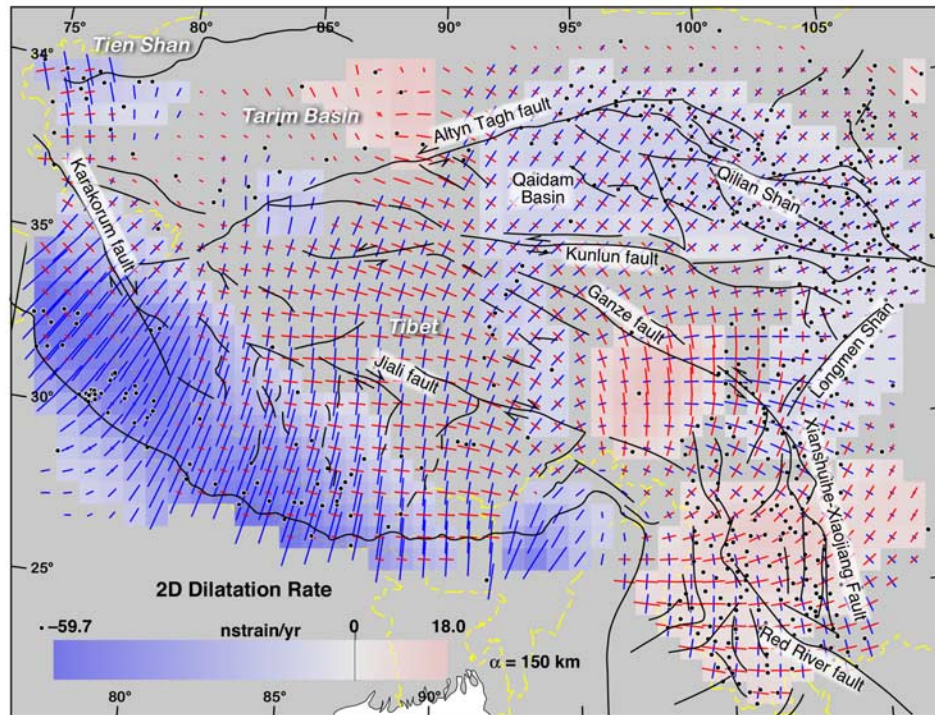 75° 80° 85° 90° 95° 100° 105°
34°
Tien Shan
Tarim Basin
Altyn Tagh fault
Karakorum fault
Qaidam
Basin
Qilian Shan
35°
Kunlun fault
Ganze fault
Tibet
Longmen Shan
Jiali fault
30°
Xianshuihe-Xiaojiang Fault
25°
2D Dilatation Rate
–59.7 nstrain/yr 0 18.0
α = 150 km
Red River fault
80° 85° 90°